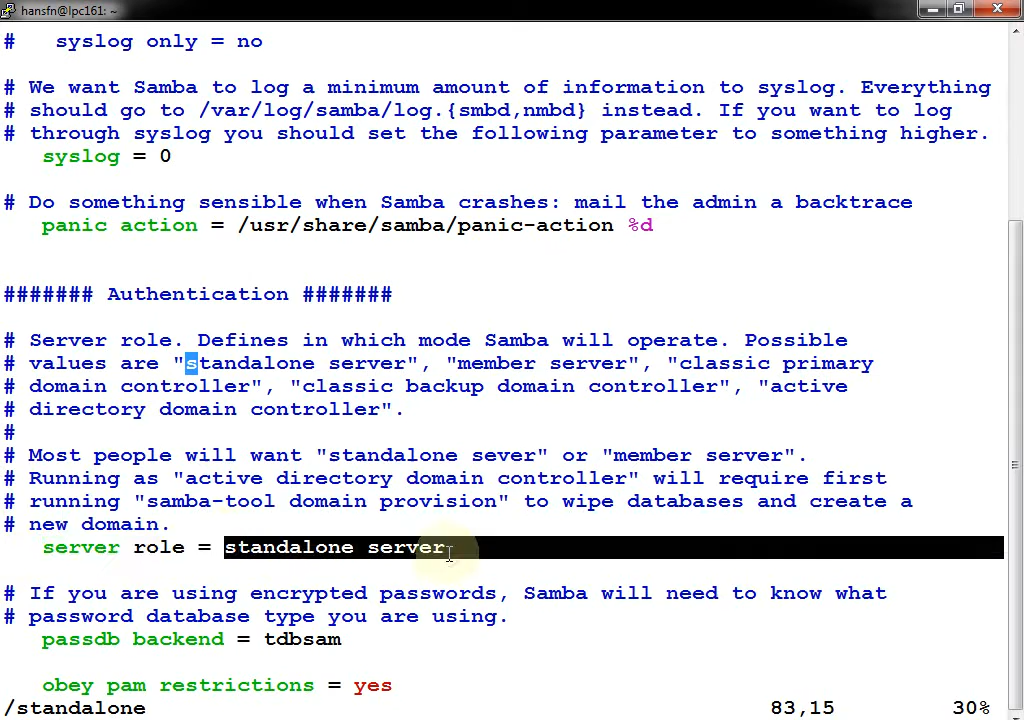 hansfn@lpc161: ~
#   syslog only = no
# We want Samba to log a minimum amount of information to syslog. Everything
# should go to /var/log/samba/log.{smbd,nmbd} instead. If you want to log
# through syslog you should set the following parameter to something higher.
syslog = 0
# Do something sensible when Samba crashes: mail the admin a backtrace
panic action = /usr/share/samba/panic-action %d
####### Authentication #######
# Server role. Defines in which mode Samba will operate. Possible
# values are "standalone server", "member server", "classic primary
# domain controller", "classic backup domain controller", "active
# directory domain controller".
#
# Most people will want "standalone sever" or "member server".
# Running as "active directory domain controller" will require first
# running "samba-tool domain provision" to wipe databases and create a
# new domain.
server role = standalone server
# If you are using encrypted passwords, Samba will need to know what
# password database type you are using.
passdb backend = tdbsam
obey pam restrictions = yes
/standalone 83,15 30%